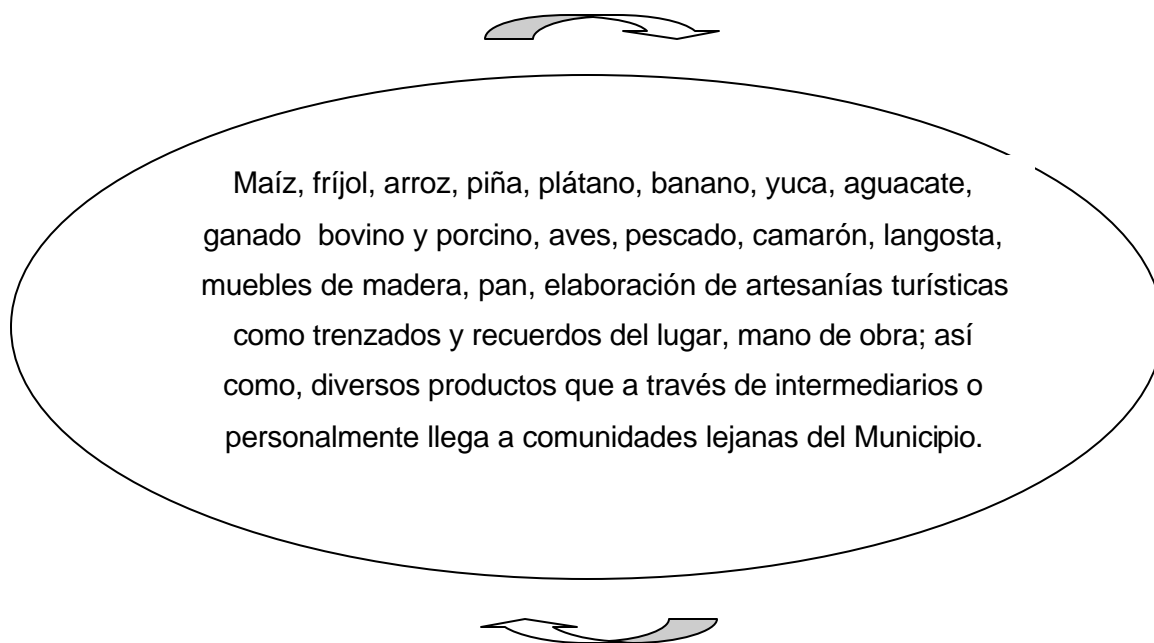 Maíz, fríjol, arroz, piña, plátano, banano, yuca, aguacate,
ganado  bovino y porcino, aves, pescado, camarón, langosta,
muebles de madera, pan, elaboración de artesanías turísticas
como trenzados y recuerdos del lugar, mano de obra; así
como, diversos productos que a través de intermediarios o
personalmente llega a comunidades lejanas del Municipio.